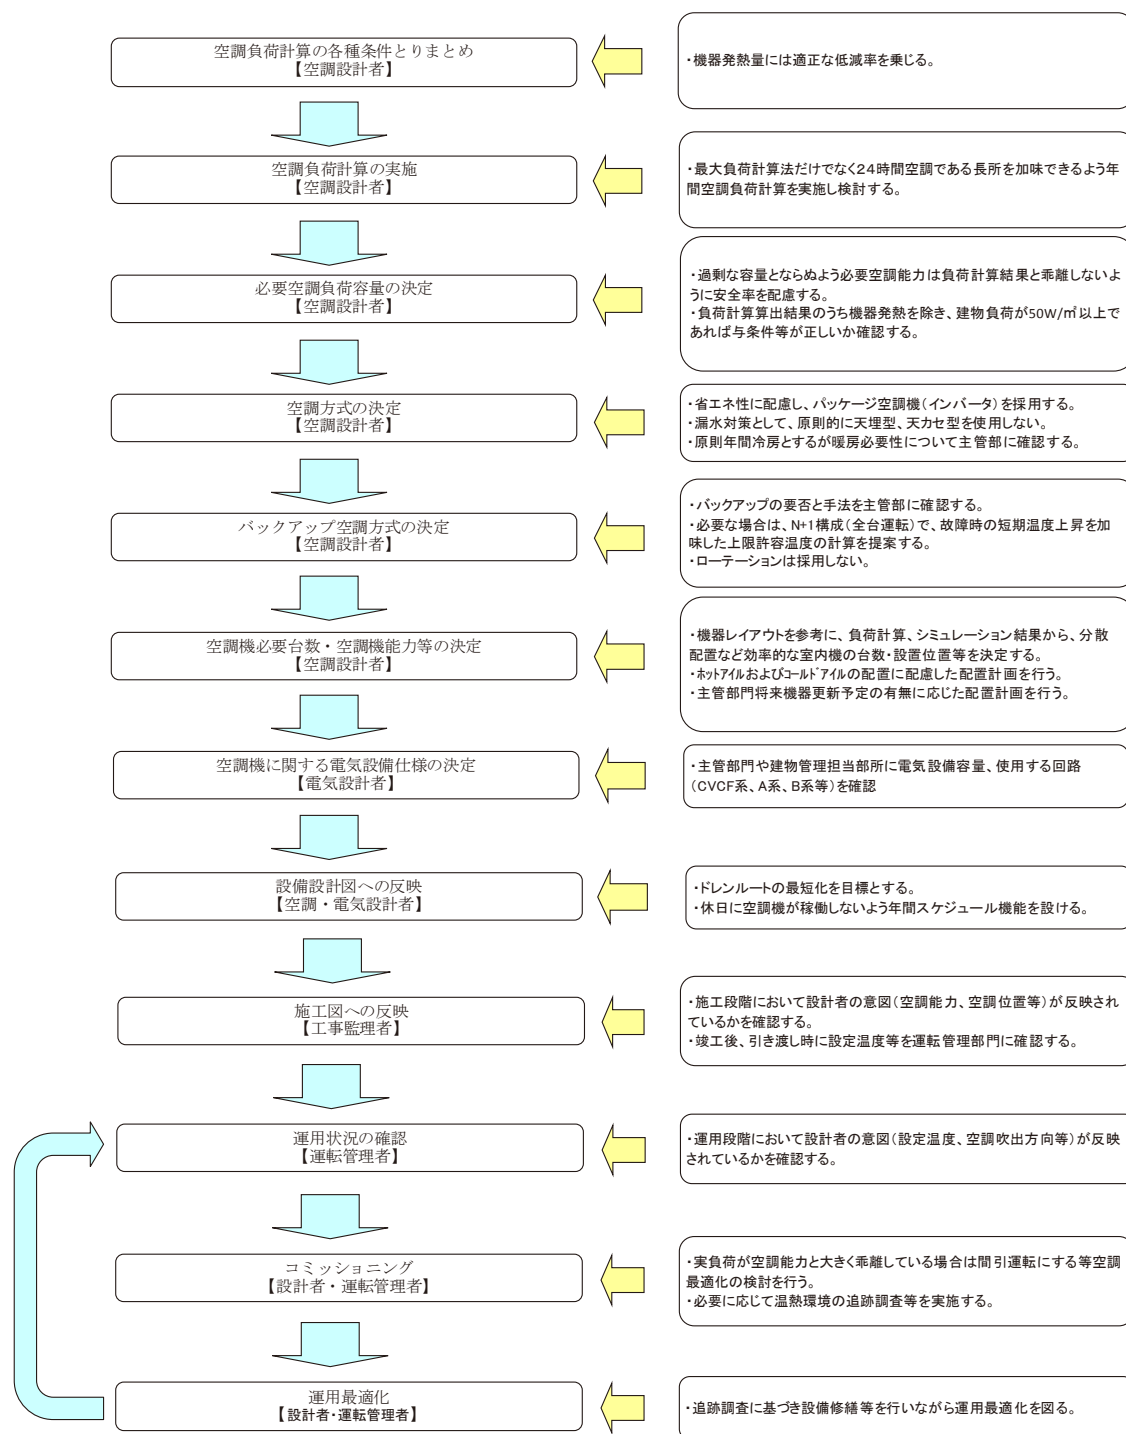 空調負荷計算の各種条件とりまとめ
【空調設計者】
・機器発熱量には適正な低減率を乗じる。
空調負荷計算の実施
【空調設計者】
・最大負荷計算法だけでなく24時間空調である長所を加味できるよう年
間空調負荷計算を実施し検討する。
必要空調負荷容量の決定
【空調設計者】
・過剰な容量とならぬよう必要空調能力は負荷計算結果と乖離しないよ
うに安全率を配慮する。
・負荷計算算出結果のうち機器発熱を除き、建物負荷が50W/㎡以上で
あれば与条件等が正しいか確認する。
空調方式の決定
【空調設計者】
・省エネ性に配慮し、パッケージ空調機(インバータ)を採用する。
・漏水対策として、原則的に天埋型、天カセ型を使用しない。
・原則年間冷房とするが暖房必要性について主管部に確認する。
バックアップ空調方式の決定
【空調設計者】
・バックアップの要否と手法を主管部に確認する。
・必要な場合は、N+1構成(全台運転)で、故障時の短期温度上昇を加
味した上限許容温度の計算を提案する。
・ローテーションは採用しない。
空調機必要台数・空調機能力等の決定
【空調設計者】
・機器レイアウトを参考に、負荷計算、シミュレーション結果から、分散
配置など効率的な室内機の台数・設置位置等を決定する。
・ﾎｯﾄｱｲﾙおよびｺｰﾙﾄﾞｱｲﾙの配置に配慮した配置計画を行う。
・主管部門将来機器更新予定の有無に応じた配置計画を行う。
空調機に関する電気設備仕様の決定
【電気設計者】
・主管部門や建物管理担当部所に電気設備容量、使用する回路
(CVCF系、A系、B系等)を確認
設備設計図への反映
【空調・電気設計者】
・ドレンルートの最短化を目標とする。
・休日に空調機が稼働しないよう年間スケジュール機能を設ける。
施工図への反映
【工事監理者】
・施工段階において設計者の意図(空調能力、空調位置等)が反映され
ているかを確認する。
・竣工後、引き渡し時に設定温度等を運転管理部門に確認する。
運用状況の確認
【運転管理者】
・運用段階において設計者の意図(設定温度、空調吹出方向等)が反映
されているかを確認する。
コミッショニング
【設計者・運転管理者】
・実負荷が空調能力と大きく乖離している場合は間引運転にする等空調
最適化の検討を行う。
・必要に応じて温熱環境の追跡調査等を実施する。
運用最適化
【設計者・運転管理者】
・追跡調査に基づき設備修繕等を行いながら運用最適化を図る。